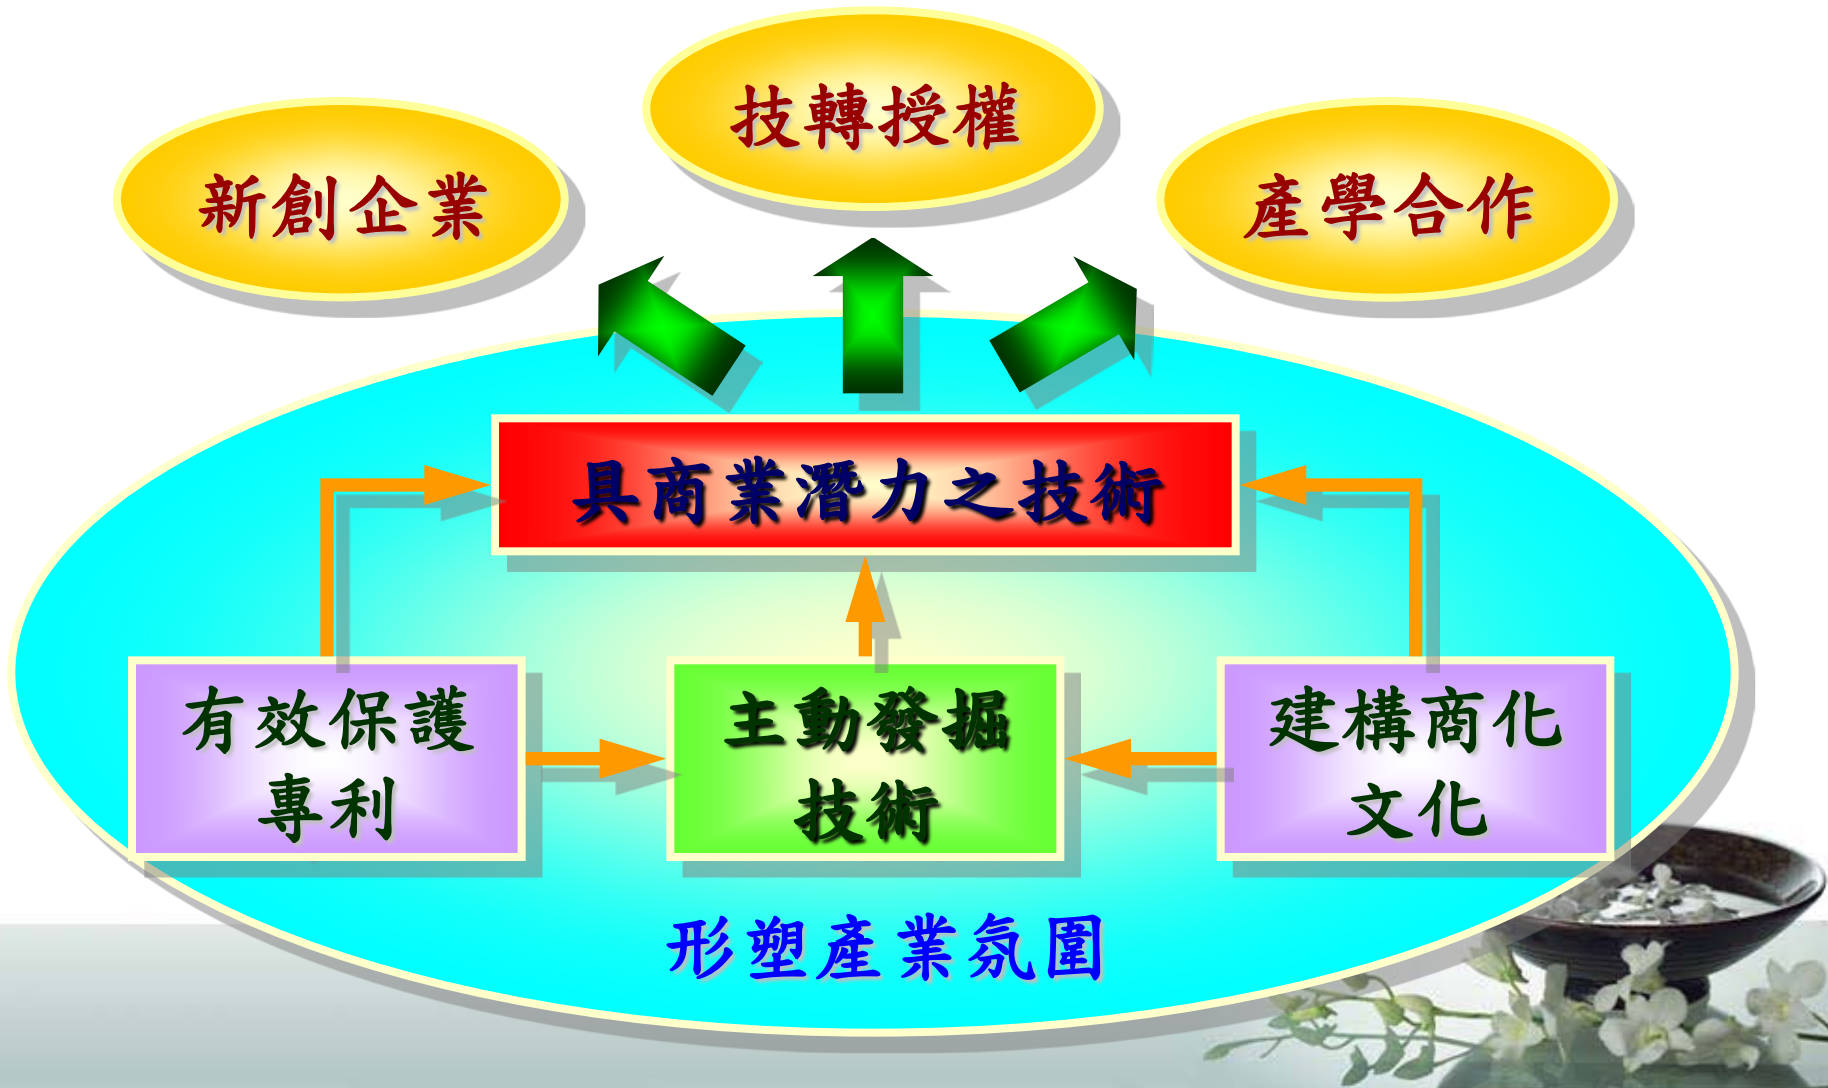 技轉授權
新創企業
產學合作
具商業潛力之技術
有效保護
專利
主動發掘
技術
建構商化
文化
形塑產業氛圍